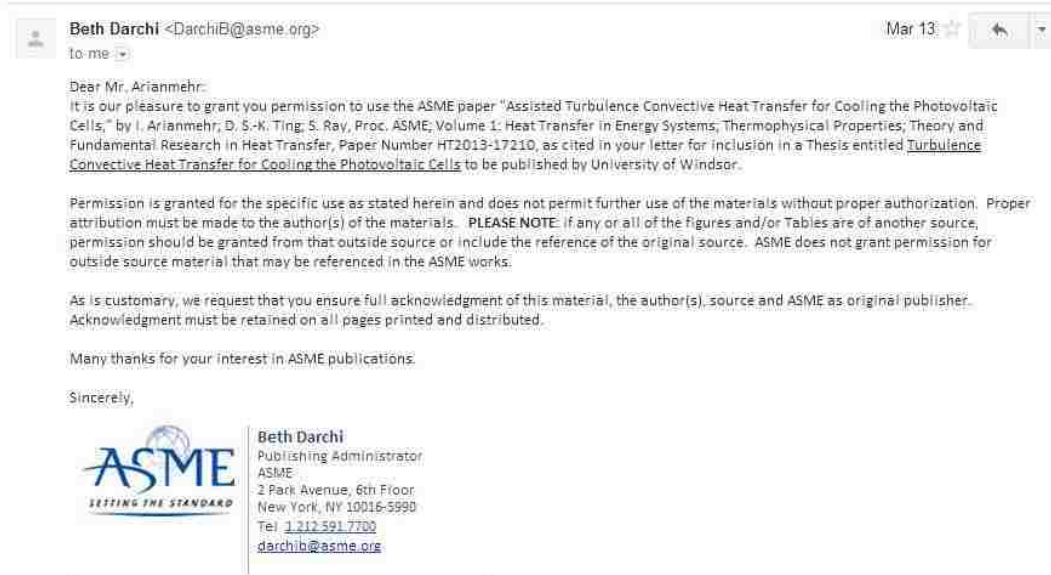 Beth Darchi <DarchiB@asme.org>
Mar 13
to me
Dear Mr. Arianmehr:
It is our pleasure to grant you permission to use the ASME paper "Assisted Turbulence Convective Heat Transfer for Cooling the Photovoltaic
Cells," by I. Arianmehr; D. S.-K. Ting; S. Ray, Proc. ASME; Volume 1: Heat Transfer in Energy Systems; Thermophysical Properties; Theory and
Fundamental Research in Heat Transfer, Paper Number HT2013-17210, as cited in your letter for inclusion in a Thesis entitled Turbulence
Convective Heat Transfer for Cooling the Photovoltaic Cells to be published by University of Windsor.
Permission is granted for the specific use as stated herein and does not permit further use of the materials without proper authorization. Proper
attribution must be made to the author(s) of the materials. PLEASE NOTE: if any or all of the figures and/or Tables are of another source,
permission should be granted from that outside source or include the reference of the original source. ASME does not grant permission for
outside source material that may be referenced in the ASME works.
As is customary, we request that you ensure full acknowledgment of this material, the author(s), source and ASME as original publisher.
Acknowledgment must be retained on all pages printed and distributed.
Many thanks for your interest in ASME publications.
Sincerely,
ASME
SETTING THE STANDARD
Beth Darchi
Publishing Administrator
ASME
2 Park Avenue, 6th Floor
New York, NY 10016-5990
Tel 1.212.591.7700
darchib@asme.org